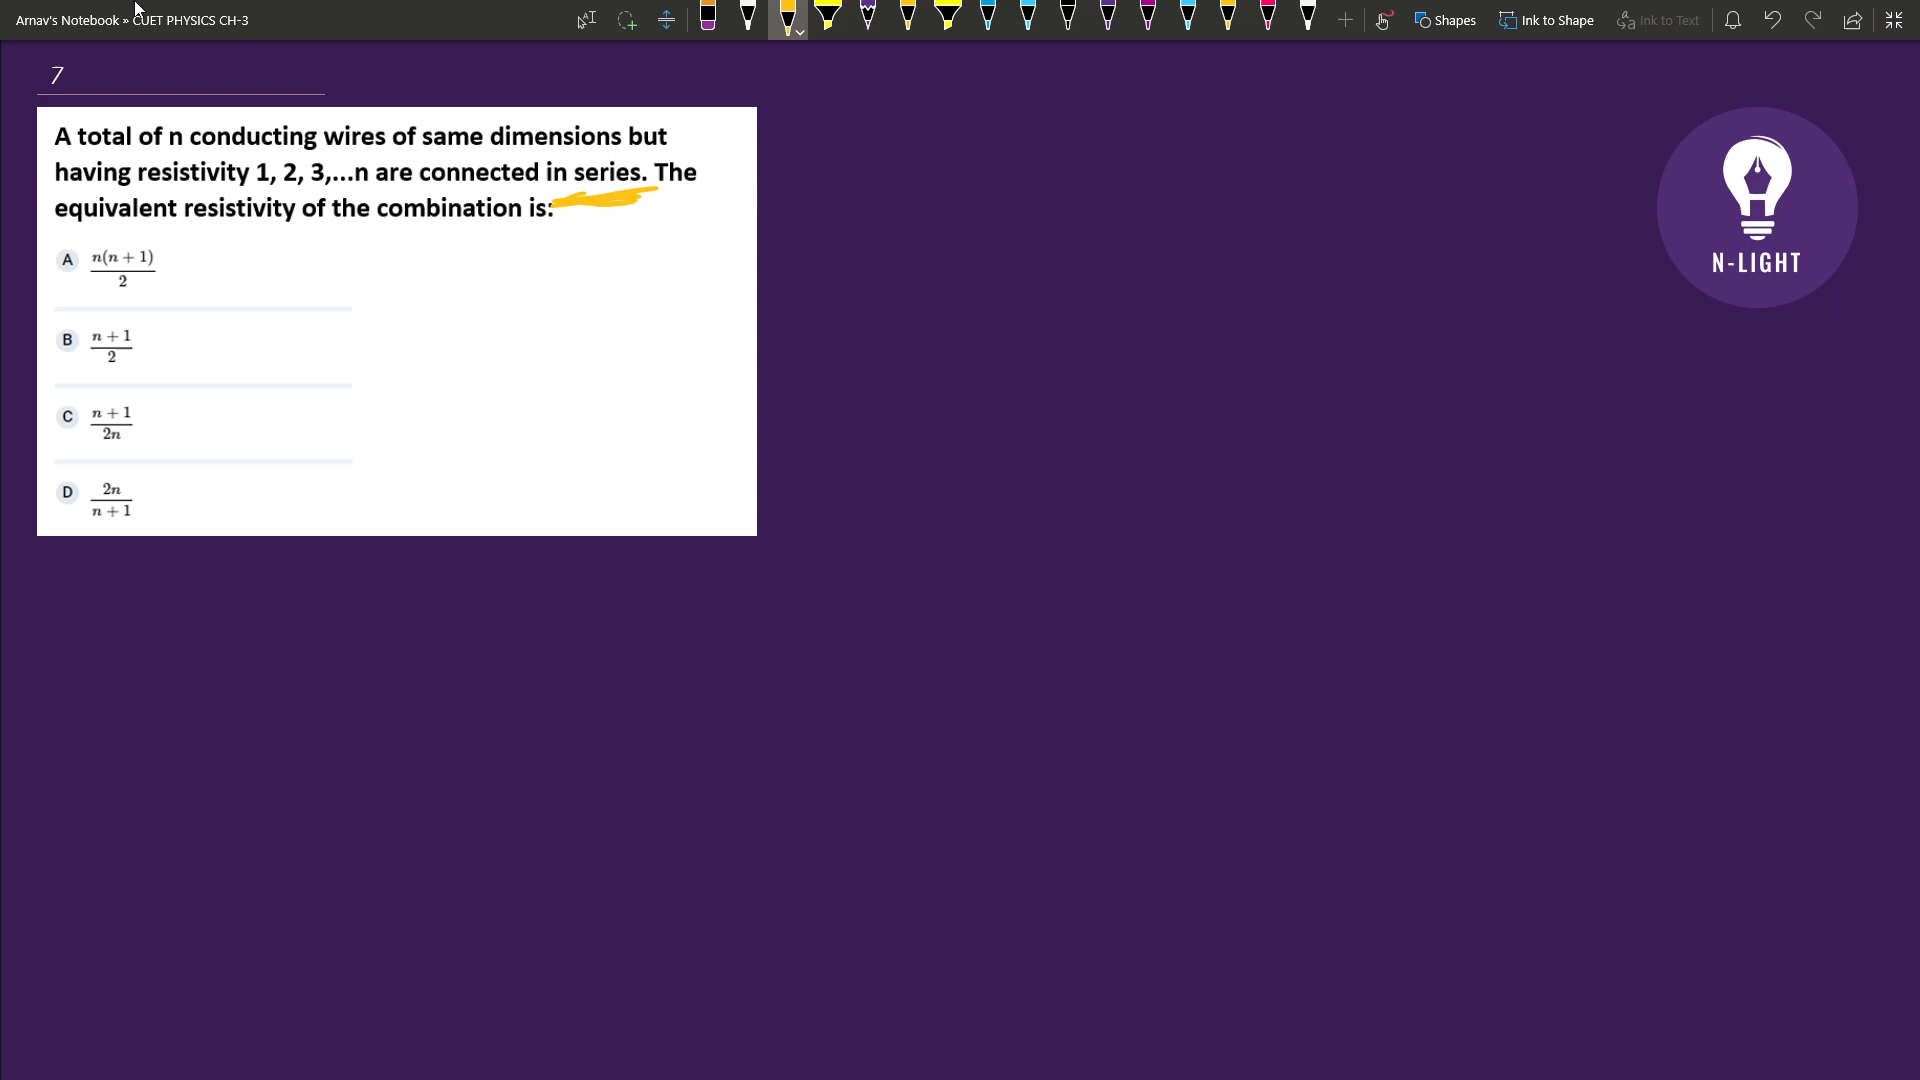 Arnav's Notebook » CUET PHYSICS CH-3
Shapes
Ink to Shape
Ink to Text
7
A total of n conducting wires of same dimensions but
having resistivity 1, 2, 3,...n are connected in series. The
equivalent resistivity of the combination is:
A n(n + 1)
2
B n + 1
2
C n + 1
2n
D 2n
n + 1
N-LIGHT